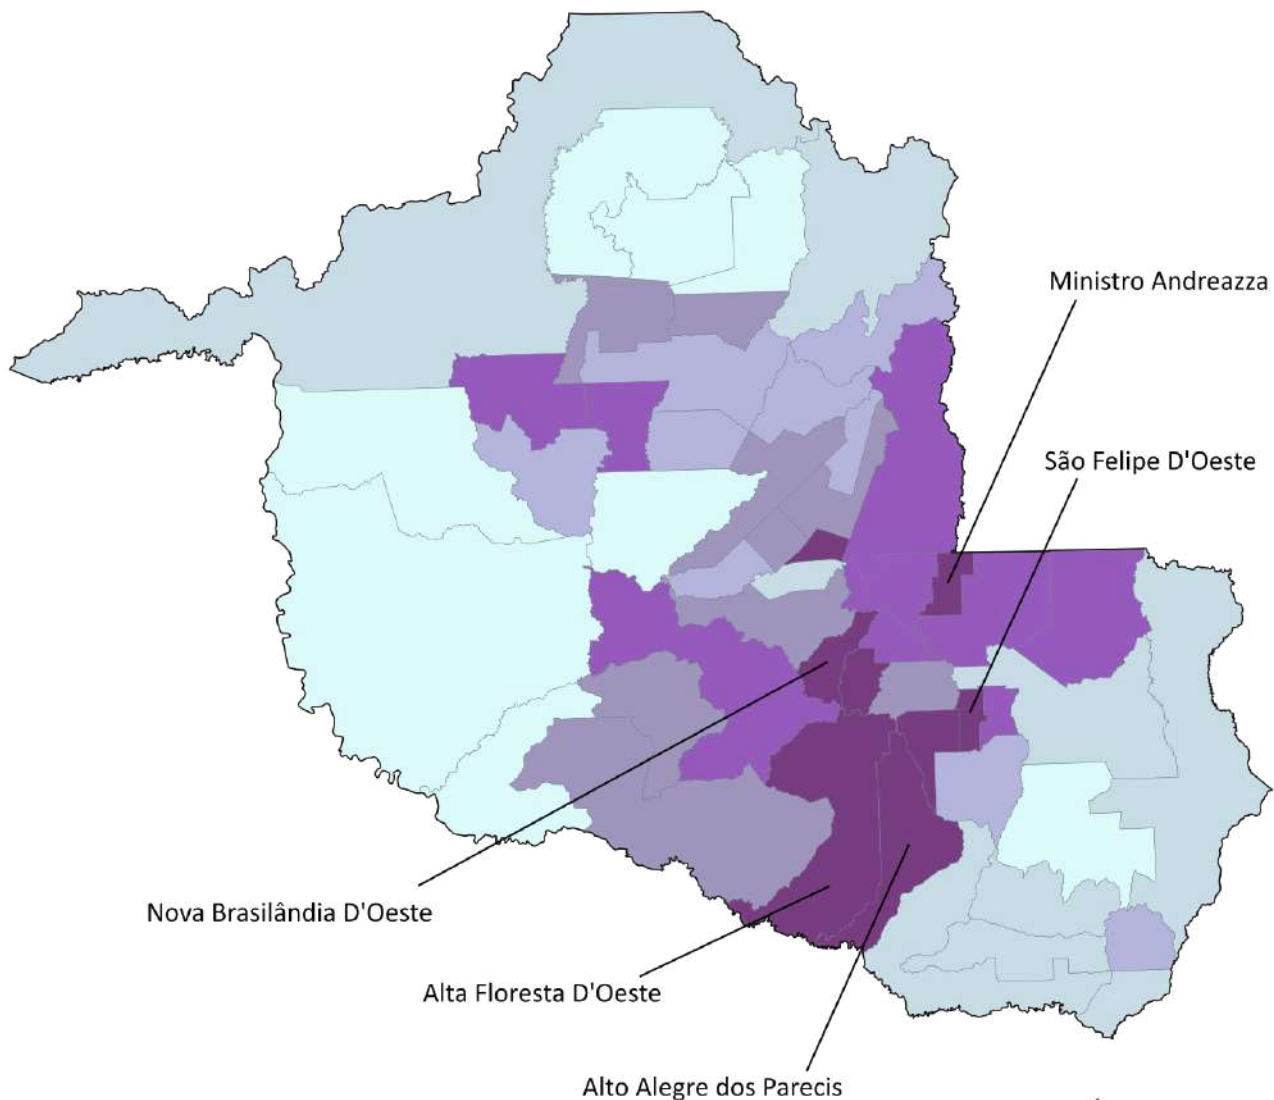 Ministro Andreazza
São Felipe D'Oeste
Nova Brasilândia D'Oeste
Alta Floresta D'Oeste
Alto Alegre dos Parecis